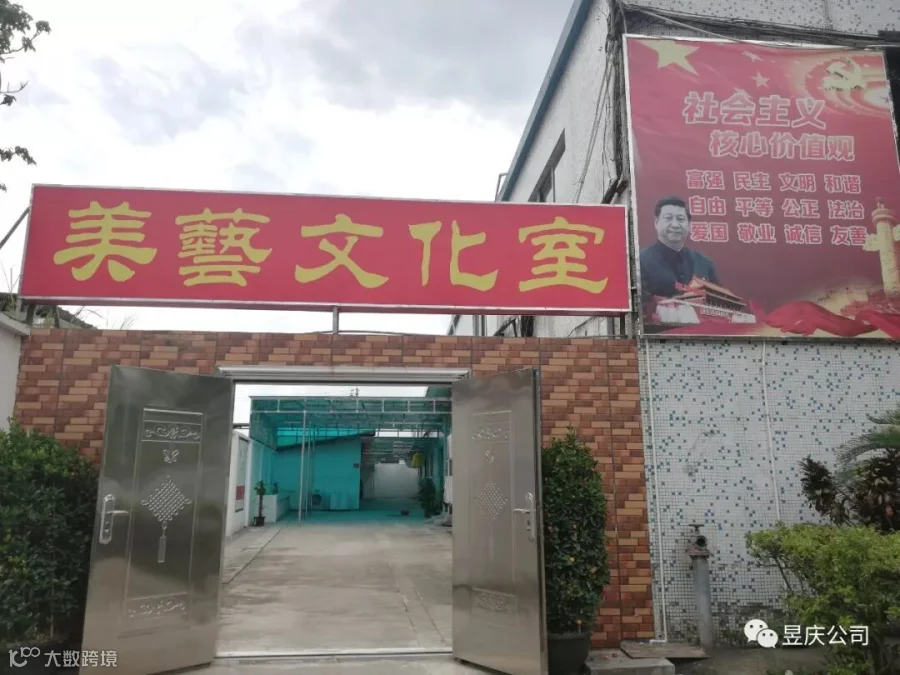 美藝文化室
社会主义
核心价值观
富强 民主 文明 和谐
自由 平等 公正 法治
爱国 敬业 诚信 友善
昱庆公司
大数跨境